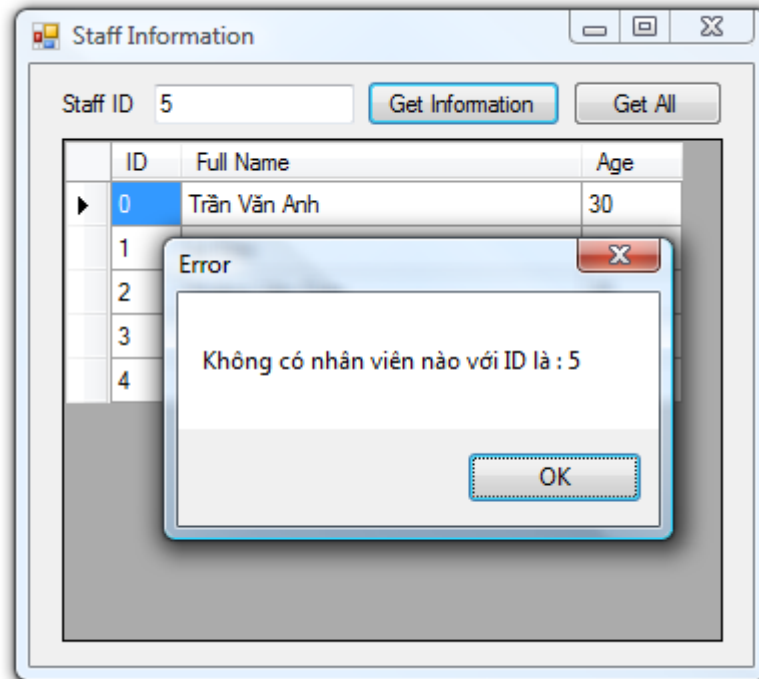 Staff Information
Staff ID 5 Get Information Get All
ID Full Name Age
0 Trần Văn Anh 30
1
Error
2
3
Không có nhân viên nào với ID là : 5
4
OK